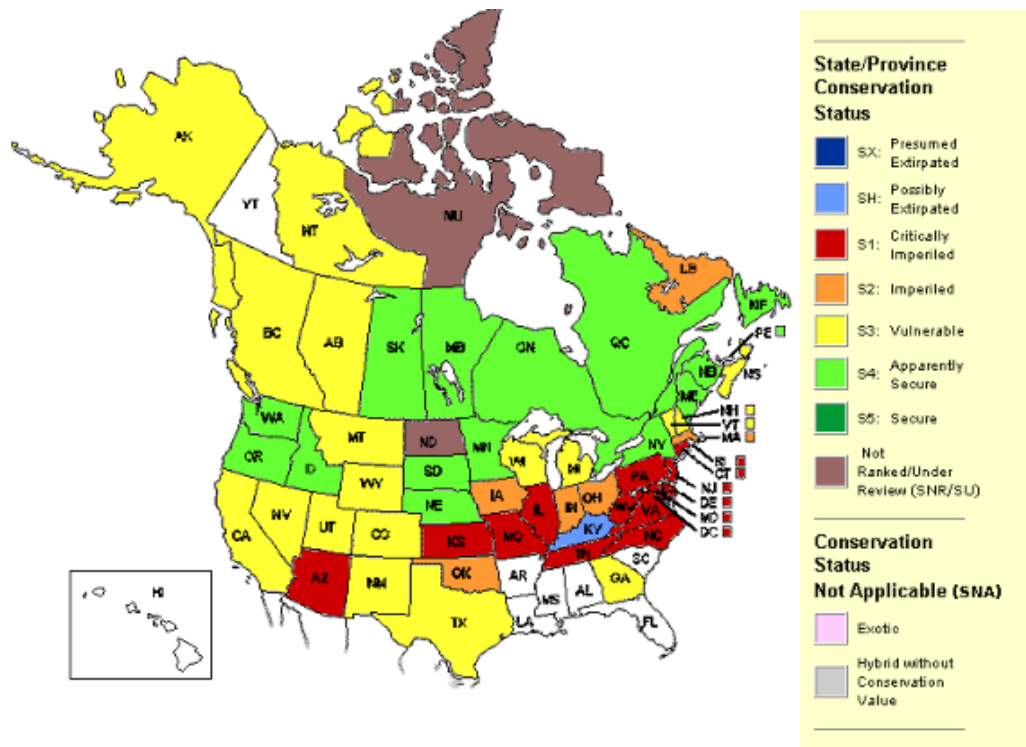 AK
YT
NT
NU
LB
NF
BC
AB
SK
MB
ON
QC
PE
NB
NS
ME
WA
MT
ND
MN
NH
VT
MA
OR
ID
SD
WI
MI
NY
RI
CT
WY
IA
PA
NJ
NE
IL
IN
OH
DE
NV
UT
CO
KS
MO
KY
WV
VA
MD
DC
CA
AZ
NM
OK
AR
TN
NC
SC
TX
LA
MS
AL
GA
FL
HI
State/Province
Conservation
Status
SX: Presumed
Extirpated
SH: Possibly
Extirpated
S1: Critically
Imperiled
S2: Imperiled
S3: Vulnerable
S4: Apparently
Secure
S5: Secure
Not
Ranked/Under
Review (SNR/SU)
Conservation
Status
Not Applicable (SNA)
Exotic
Hybrid without
Conservation
Value